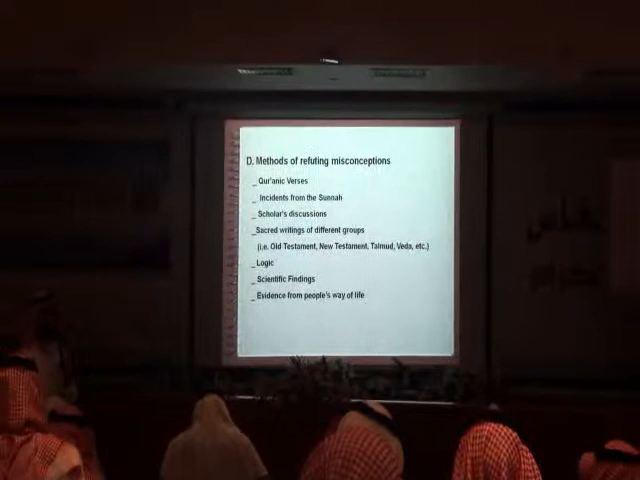 D. Methods of refuting misconceptions
_ Qur'anic Verses
_ Incidents from the Sunnah
_ Scholar's discussions
_Sacred writings of different groups
(i.e. Old Testament, New Testament, Talmud, Veda, etc.)
_ Logic
_ Scientific Findings
_ Evidence from people's way of life